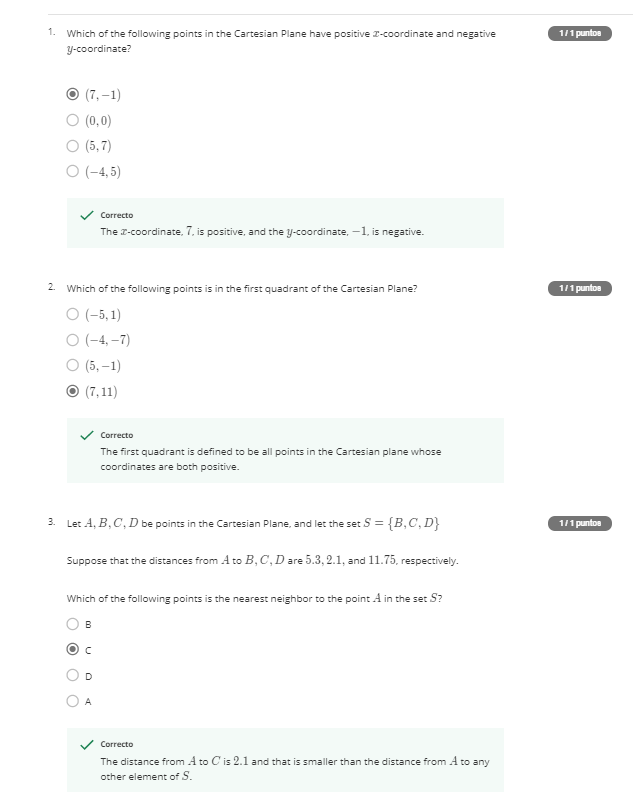 1. Which of the following points in the Cartesian Plane have positive x-coordinate and negative
y-coordinate?
1 / 1 puntos
(7, −1)
(0, 0)
(5, 7)
(−4, 5)
Correcto
The x-coordinate, 7, is positive, and the y-coordinate, −1, is negative.
2. Which of the following points is in the first quadrant of the Cartesian Plane?
1 / 1 puntos
(−5, 1)
(−4, −7)
(5, −1)
(7, 11)
Correcto
The first quadrant is defined to be all points in the Cartesian plane whose
coordinates are both positive.
3. Let A, B, C, D be points in the Cartesian Plane, and let the set S = {B, C, D}
1 / 1 puntos
Suppose that the distances from A to B, C, D are 5.3, 2.1, and 11.75, respectively.
Which of the following points is the nearest neighbor to the point A in the set S?
B
C
D
A
Correcto
The distance from A to C is 2.1 and that is smaller than the distance from A to any
other element of S.